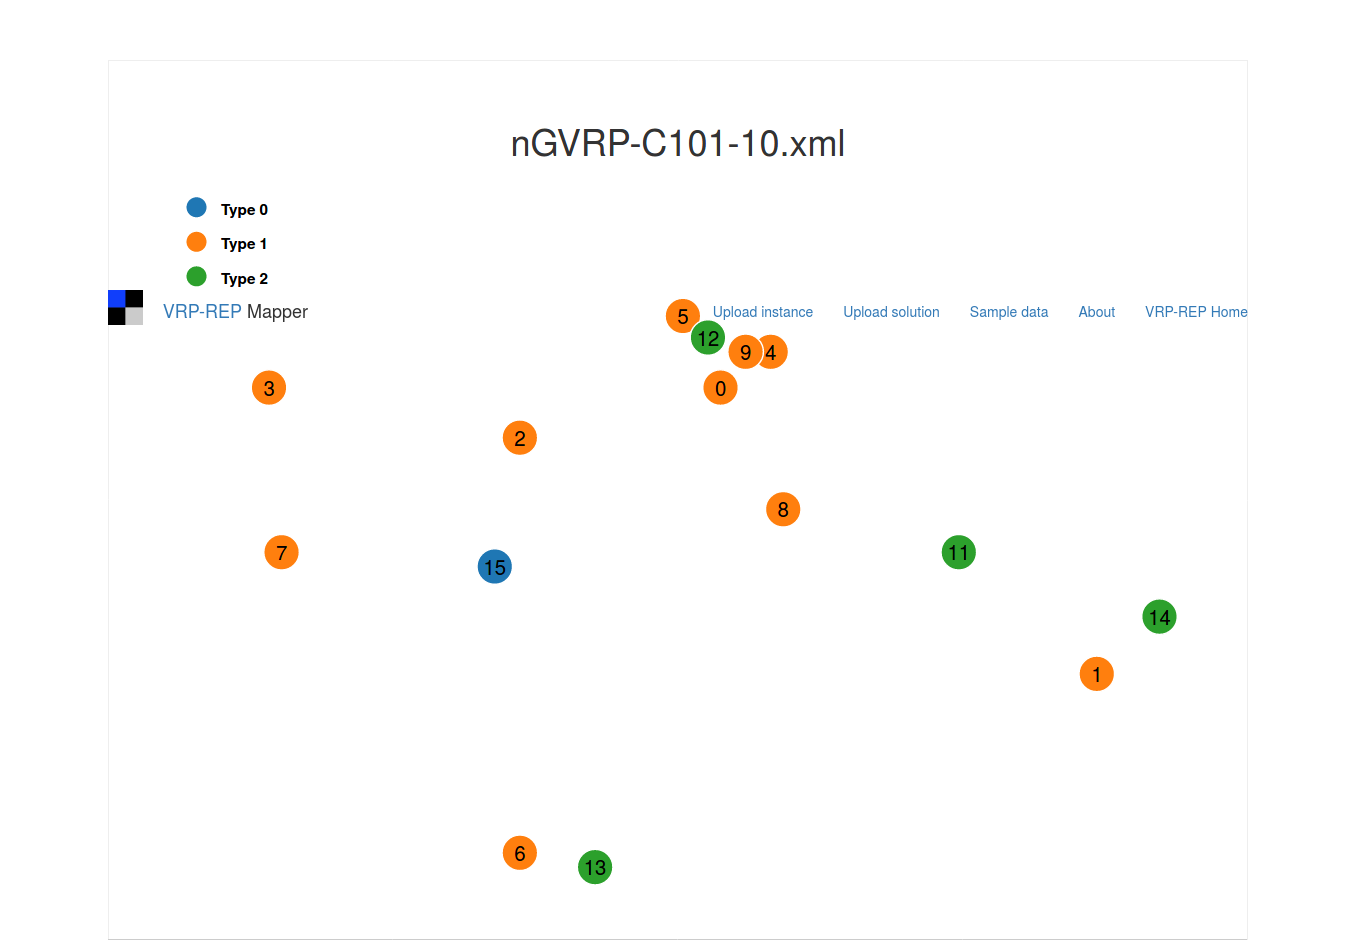 nGVRP-C101-10.xml
Type 0
Type 1
Type 2
VRP-REP Mapper
Upload instance Upload solution Sample data About VRP-REP Home
5
12
9 4
3
0
2
8
7
11
15
14
1
6
13